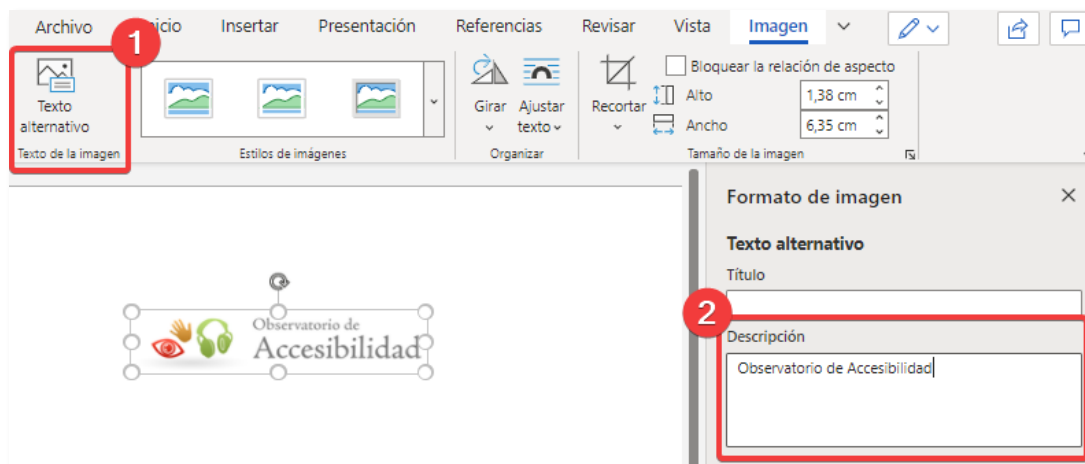 Archivo Inicio Insertar Presentación Referencias Revisar Vista Imagen
1
Texto
alternativo
Texto de la imagen
Estilos de imágenes
Girar Ajustar
texto
Organizar
Recortar
Bloquear la relación de aspecto
Alto 1,38 cm
Ancho 6,35 cm
Tamaño de la imagen
Observatorio de
Accesibilidad
Formato de imagen
Texto alternativo
Título
2
Descripción
Observatorio de Accesibilidad